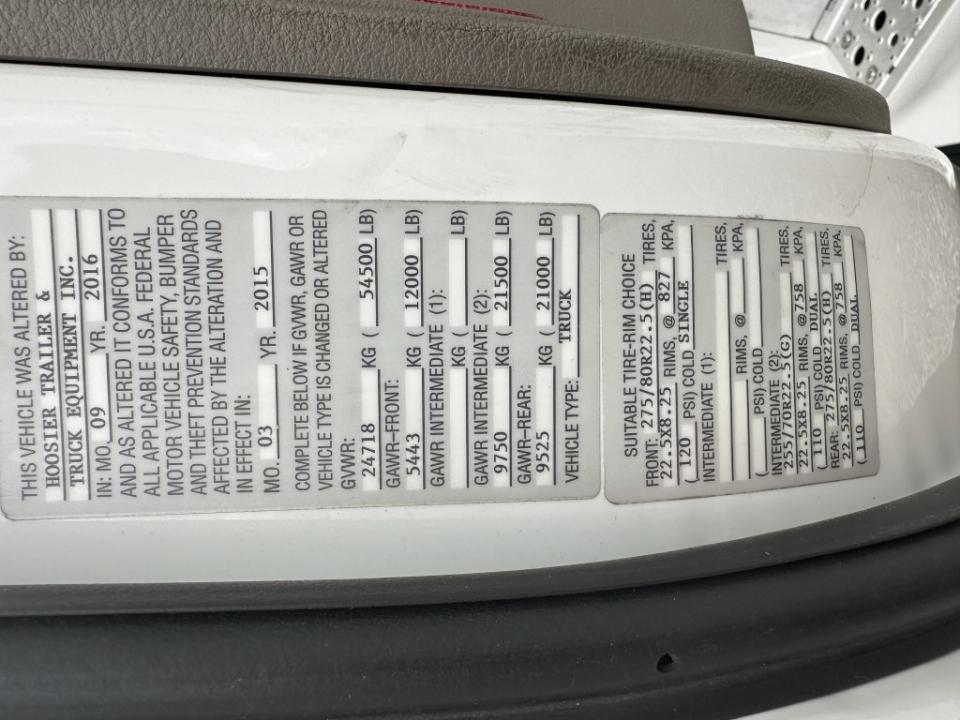 THIS VEHICLE WAS ALTERED BY:
HOOSIER TRAILER &
TRUCK EQUIPMENT INC.
IN: MO. 09 YR. 2016
AND AS ALTERED IT CONFORMS TO
ALL APPLICABLE U.S.A. FEDERAL
MOTOR VEHICLE SAFETY, BUMPER
AND THEFT PREVENTION STANDARDS
AFFECTED BY THE ALTERATION AND
IN EFFECT IN:
MO. 03 YR. 2015
COMPLETE BELOW IF GVWR, GAWR OR
VEHICLE TYPE IS CHANGED OR ALTERED
GVWR:
24718 KG ( 54500 LB)
GAWR-FRONT:
5443 KG ( 12000 LB)
GAWR INTERMEDIATE (1):
KG ( LB)
GAWR INTERMEDIATE (2):
9750 KG ( 21500 LB)
GAWR-REAR:
9525 KG ( 21000 LB)
VEHICLE TYPE: TRUCK
SUITABLE TIRE-RIM CHOICE
FRONT: 275/80R22.5(H) TIRES,
22.5X8.25 RIMS, @ 827 KPA,
( 120 PSI) COLD SINGLE
INTERMEDIATE (1):
TIRES,
RIMS, @ KPA,
( PSI) COLD
INTERMEDIATE (2):
255/70R22.5(G) TIRES,
22.5X8.25 RIMS, @758 KPA,
( 110 PSI) COLD DUAL
REAR: 275/80R22.5(H) TIRES,
22.5X8.25 RIMS, @758 KPA,
(110 PSI) COLD DUAL